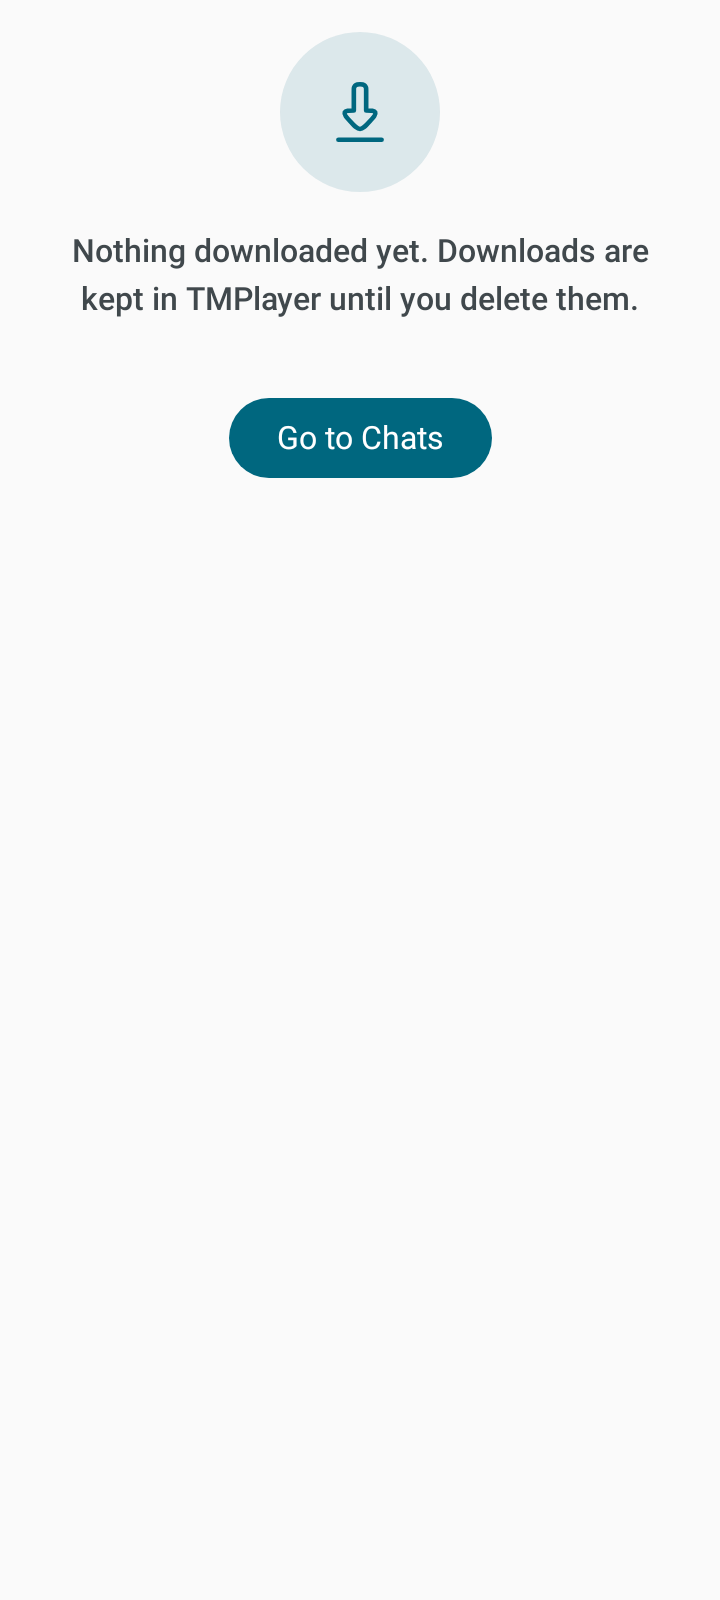 Nothing downloaded yet. Downloads are
kept in TMPlayer until you delete them.
Go to Chats